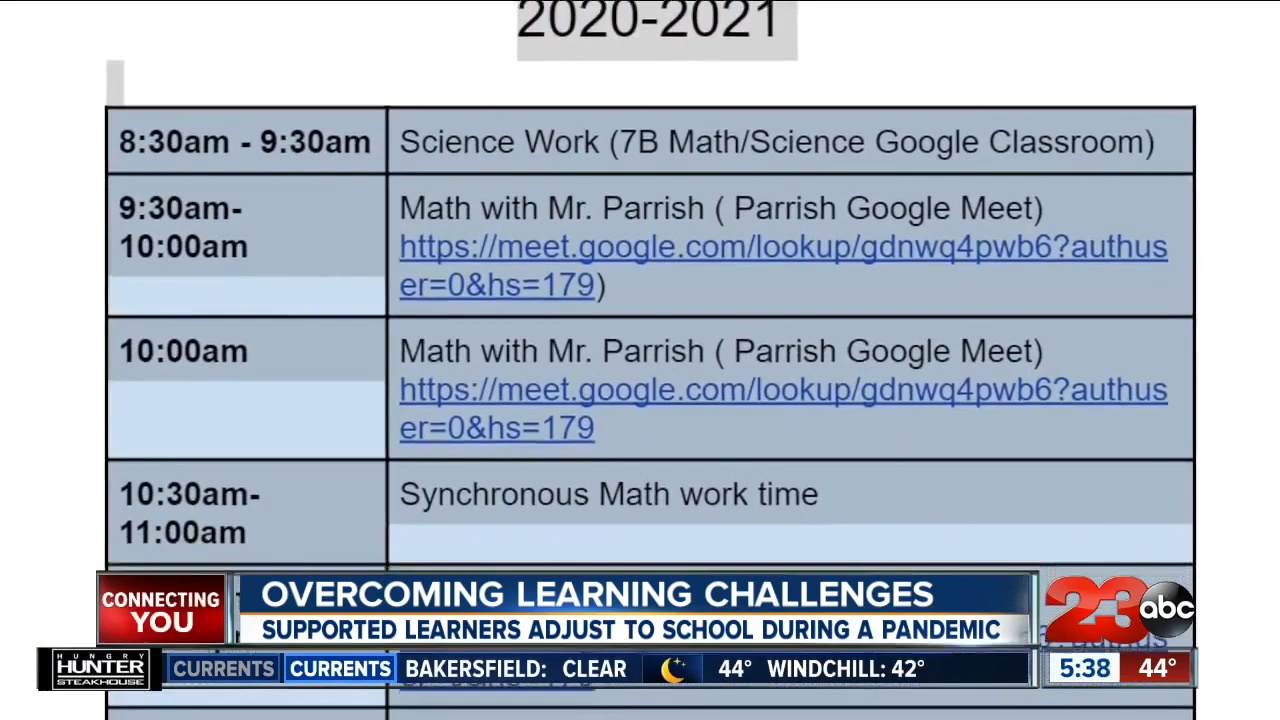 2020-2021
8:30am - 9:30am
Science Work (7B Math/Science Google Classroom)
9:30am-
10:00am
Math with Mr. Parrish ( Parrish Google Meet)
https://meet.google.com/lookup/gdnwq4pwb6?authus
er=0&hs=179)
10:00am
Math with Mr. Parrish ( Parrish Google Meet)
https://meet.google.com/lookup/gdnwq4pwb6?authus
er=0&hs=179
10:30am-
11:00am
Synchronous Math work time
CONNECTING
YOU
OVERCOMING LEARNING CHALLENGES
SUPPORTED LEARNERS ADJUST TO SCHOOL DURING A PANDEMIC
23 abc
HUNGRY
HUNTER
STEAKHOUSE
CURRENTS
CURRENTS
BAKERSFIELD: CLEAR
44° WINDCHILL: 42°
5:38
44°